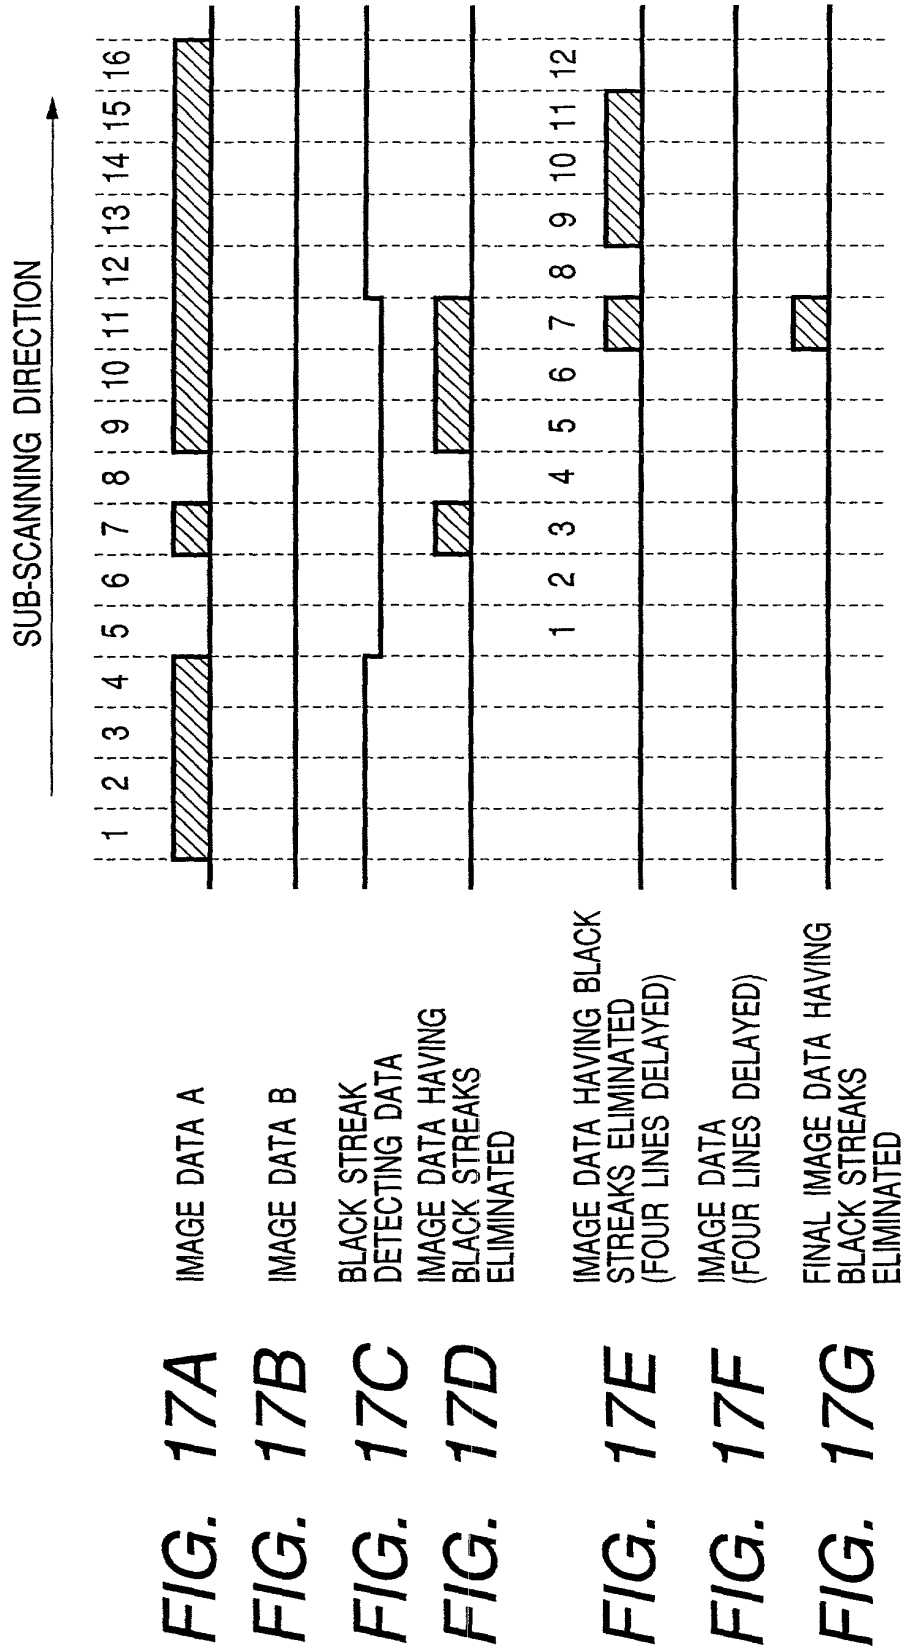 SUB-SCANNING DIRECTION
1 2 3 4 5 6 7 8 9 10 11 12 13 14 15 16
FIG. 17A IMAGE DATA A
FIG. 17B IMAGE DATA B
FIG. 17C BLACK STREAK
DETECTING DATA
FIG. 17D IMAGE DATA HAVING
BLACK STREAKS
ELIMINATED
1 2 3 4 5 6 7 8 9 10 11 12
FIG. 17E IMAGE DATA HAVING BLACK
STREAKS ELIMINATED
(FOUR LINES DELAYED)
FIG. 17F IMAGE DATA
(FOUR LINES DELAYED)
FIG. 17G FINAL IMAGE DATA HAVING
BLACK STREAKS
ELIMINATED